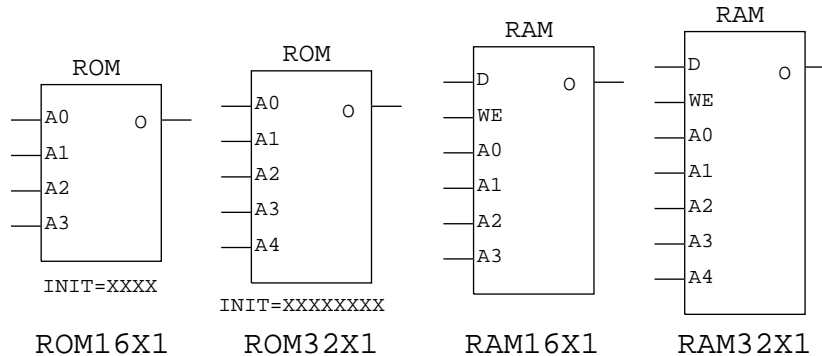 ROM
A0
A1
A2
A3
O
INIT=XXXX
ROM16X1
ROM
A0
A1
A2
A3
A4
O
INIT=XXXXXXXX
ROM32X1
RAM
D
WE
A0
A1
A2
A3
O
RAM16X1
RAM
D
WE
A0
A1
A2
A3
A4
O
RAM32X1